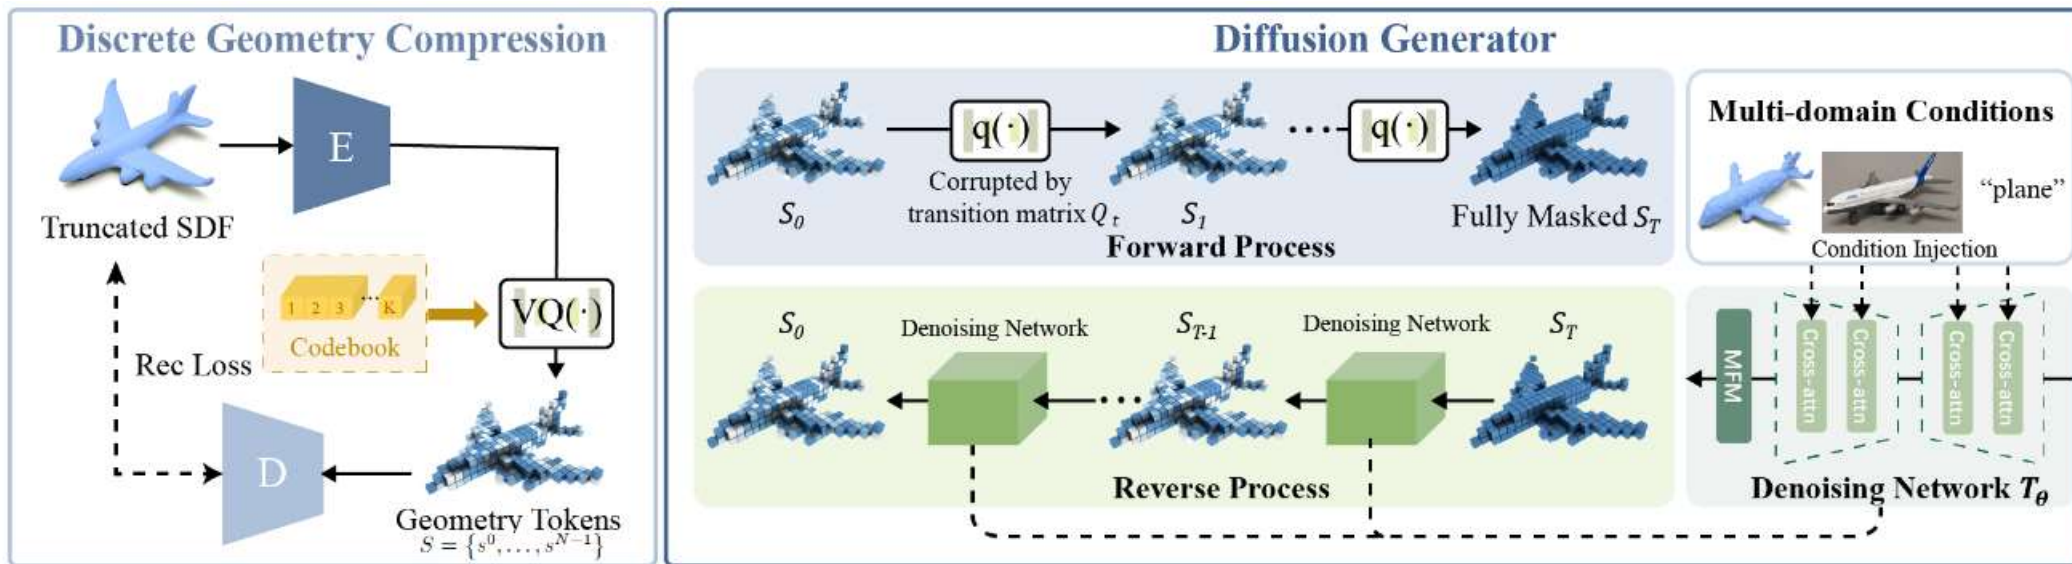 Discrete Geometry Compression
Truncated SDF
E
1 2 3 ... K
Codebook
VQ(·)
Rec Loss
D
Geometry Tokens
S = {s^0, . . . , s^{N-1}}
Diffusion Generator
S_0
q(·)
Corrupted by
transition matrix Q_t
S_1
...
q(·)
Fully Masked S_T
Forward Process
S_0
Denoising Network
S_{T-1}
...
Denoising Network
S_T
Reverse Process
Multi-domain Conditions
“plane”
Condition Injection
MFM
Cross-attn
Cross-attn
Cross-attn
Cross-attn
Denoising Network T_θ